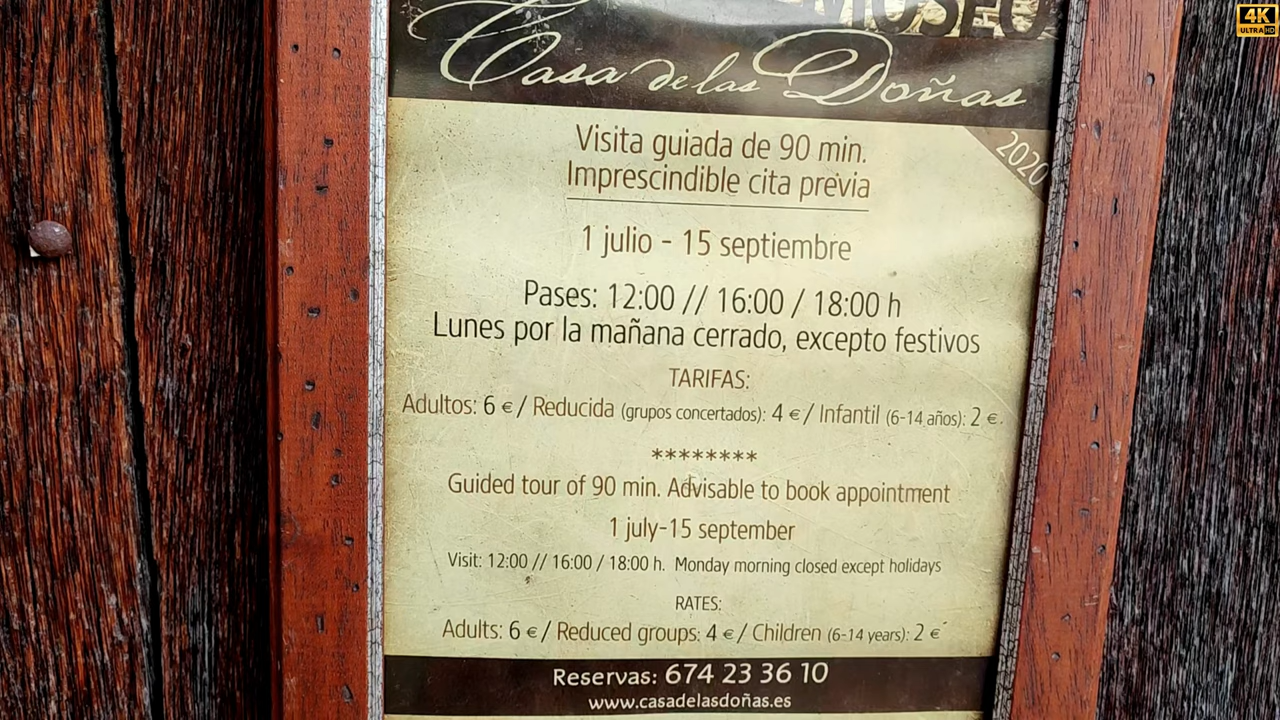 MUSEO
Casa de las Doñas
2020
Visita guiada de 90 min.
Imprescindible cita previa
1 julio - 15 septiembre
Pases: 12:00 // 16:00 / 18:00 h
Lunes por la mañana cerrado, excepto festivos
TARIFAS:
Adultos: 6 € / Reducida (grupos concertados): 4 € / Infantil (6-14 años): 2 €.
********
Guided tour of 90 min. Advisable to book appointment
1 july-15 september
Visit: 12:00 // 16:00 / 18:00 h. Monday morning closed except holidays
RATES:
Adults: 6 € / Reduced groups: 4 € / Children (6-14 years): 2 €
Reservas: 674 23 36 10
www.casadelasdoñas.es
4K
ULTRA HD